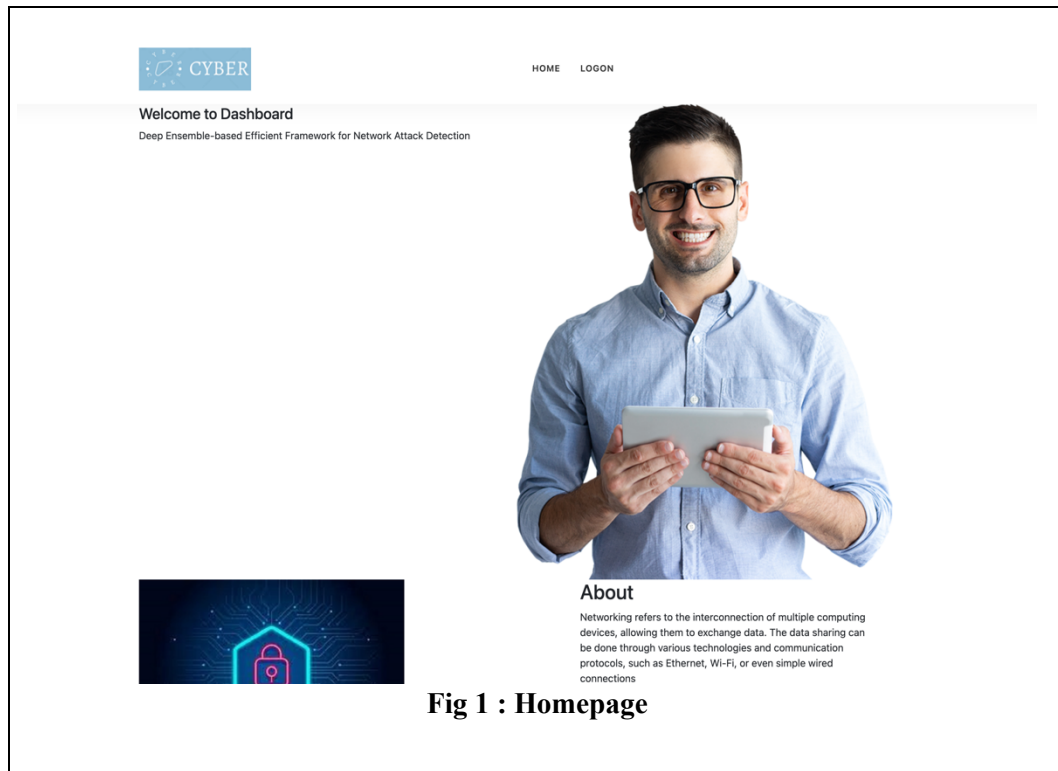 CYBER
HOME LOGON
Welcome to Dashboard
Deep Ensemble-based Efficient Framework for Network Attack Detection
About
Networking refers to the interconnection of multiple computing
devices, allowing them to exchange data. The data sharing can
be done through various technologies and communication
protocols, such as Ethernet, Wi-Fi, or even simple wired
connections
Fig 1 : Homepage